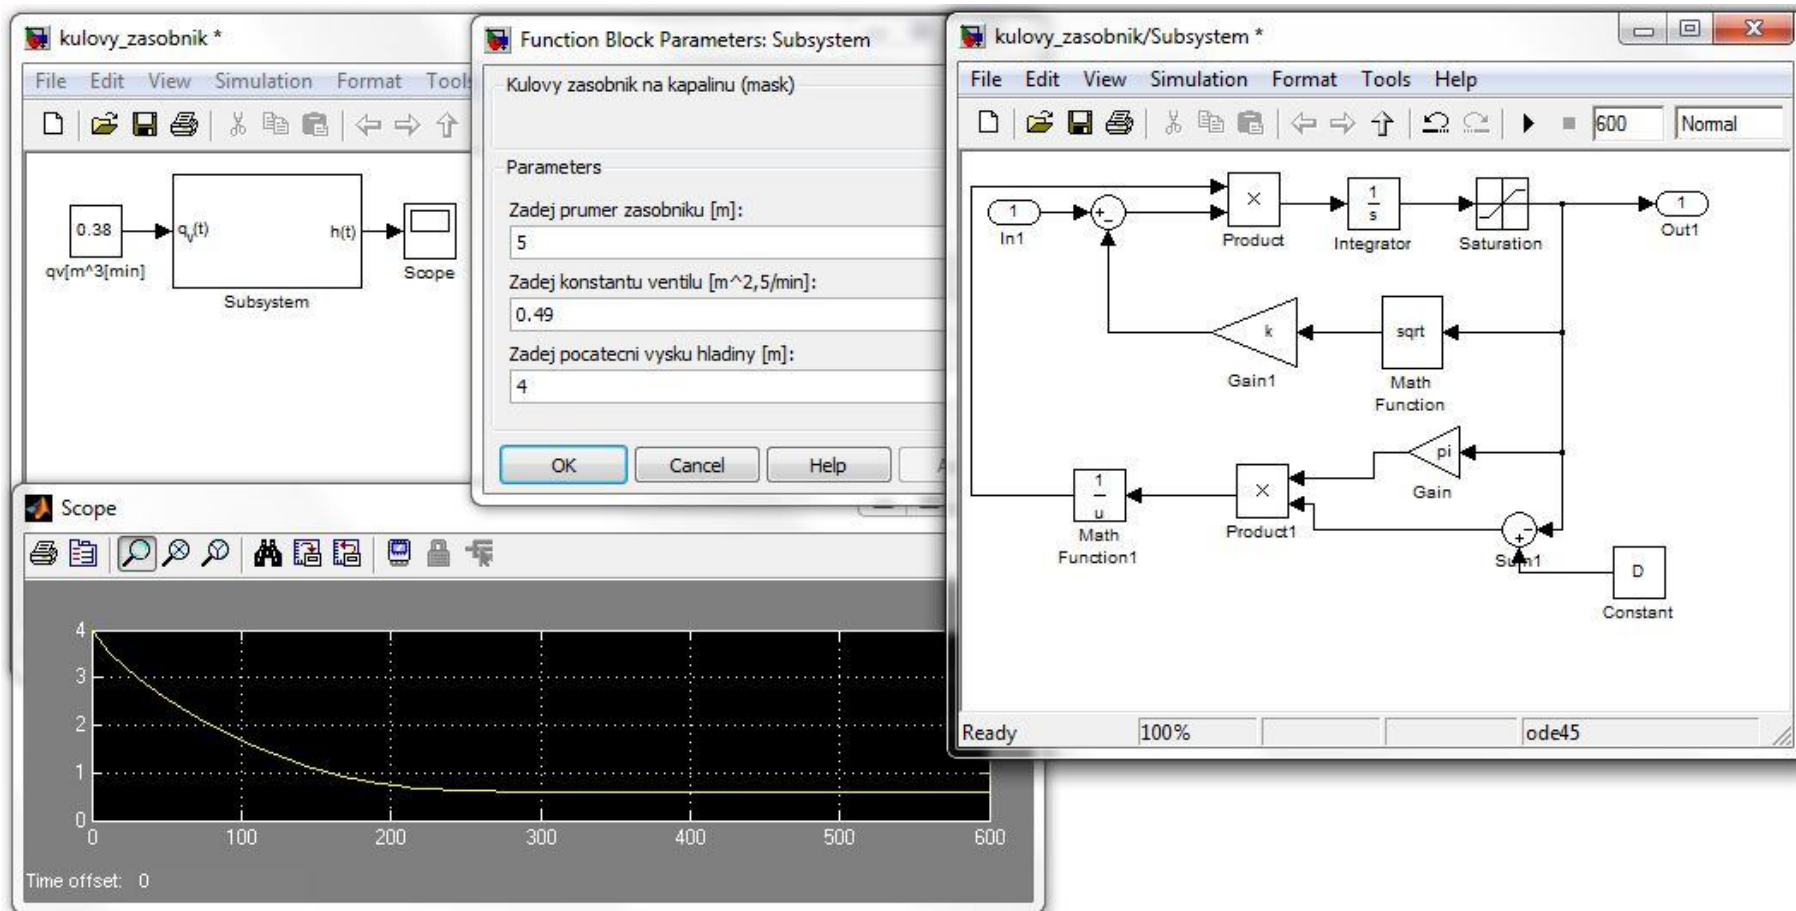 kulovy_zasobnik *
File Edit View Simulation Format Tools
0.38
qv[m^3[min]
qv(t)
h(t)
Subsystem
Scope
Function Block Parameters: Subsystem
Kulovy zasobnik na kapalinu (mask)
Parameters
Zadej prumer zasobniku [m]:
5
Zadej konstantu ventilu [m^2,5/min]:
0.49
Zadej pocatecni vysku hladiny [m]:
4
OK Cancel Help
kulovy_zasobnik/Subsystem *
File Edit View Simulation Format Tools Help
600 Normal
1
In1
+
-
×
Product
1
s
Integrator
Saturation
1
Out1
k
Gain1
sqrt
Math
Function
pi
Gain
1
u
Math
Function1
×
Product1
-
+
Sum1
D
Constant
Ready 100% ode45
Scope
4
3
2
1
0
0 100 200 300 400 500 600
Time offset: 0